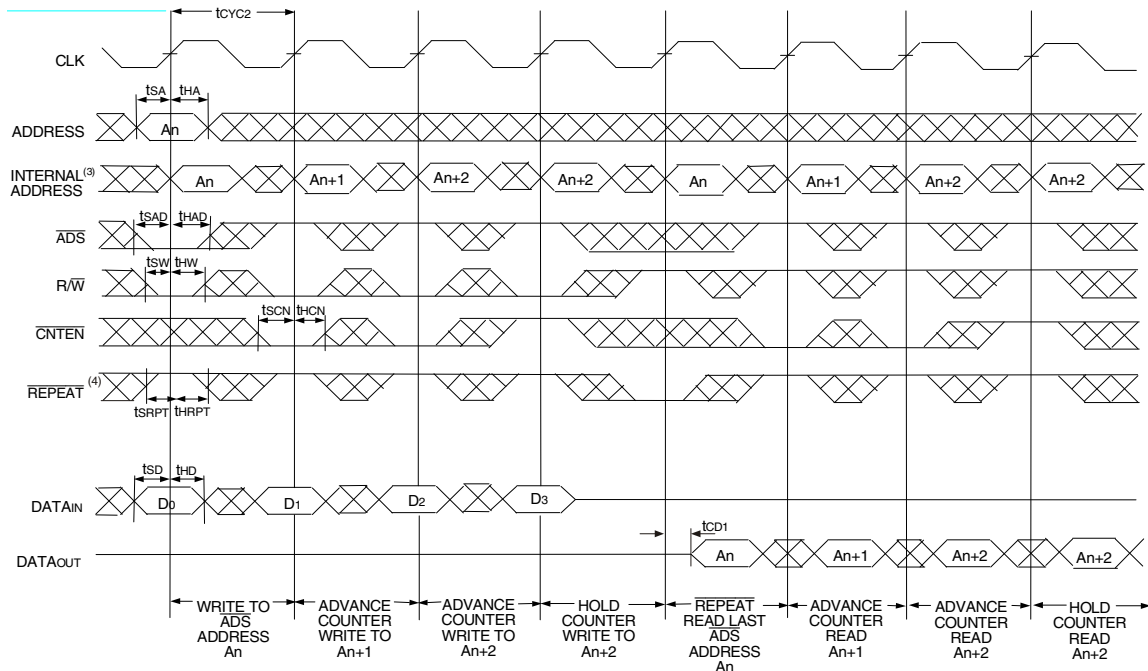 tCYC2
CLK
tSA tHA
ADDRESS An
INTERNAL(3) ADDRESS An An+1 An+2 An+2 An An+1 An+2 An+2
tSAD tHAD
ADS
tSW tHW
R/W
tSCN tHCN
CNTEN
REPEAT (4)
tSRPT tHRPT
tSD tHD
DATAIN D0 D1 D2 D3
tCD1
DATAOUT An An+1 An+2 An+2
WRITE TO
ADS
ADDRESS
An
ADVANCE
COUNTER
WRITE TO
An+1
ADVANCE
COUNTER
WRITE TO
An+2
HOLD
COUNTER
WRITE TO
An+2
REPEAT
READ LAST
ADS
ADDRESS
An
ADVANCE
COUNTER
READ
An+1
ADVANCE
COUNTER
READ
An+2
HOLD
COUNTER
READ
An+2